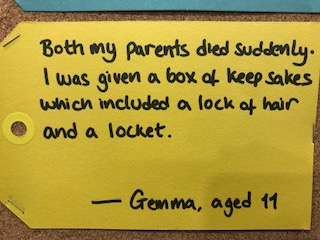 Both my parents died suddenly.
I was given a box of keep sakes
which included a lock of hair
and a locket.
— Gemma, aged 11